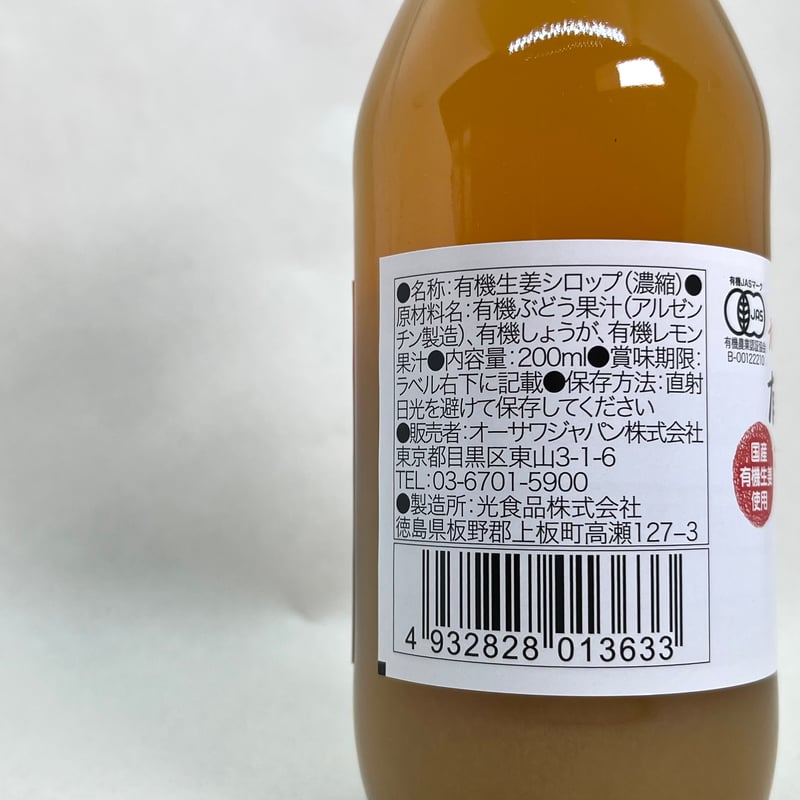 ●名称：有機生姜シロップ（濃縮）●
原材料名：有機ぶどう果汁（アルゼン
チン製造）、有機しょうが、有機レモン
果汁●内容量：200ml●賞味期限：
ラベル右下に記載●保存方法：直射
日光を避けて保存してください
●販売者：オーサワジャパン株式会社
東京都目黒区東山3-1-6
TEL：03-6701-5900
●製造所：光食品株式会社
徳島県板野郡上板町高瀬127-3
4 932828 013633
有機JASマーク
JAS
有機農業認証協会
B-00122210
国産
有機生姜
使用